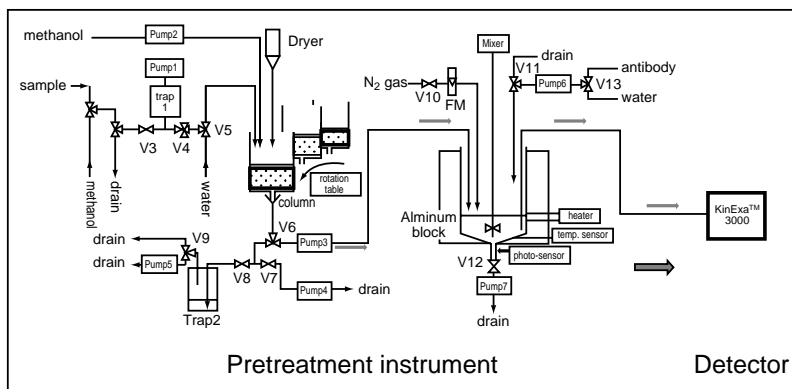 methanol
Pump2
Dryer
Pump1
sample
trap
1
V3
V4
V5
methanol
drain
water
rotation
table
column
V6
Pump3
V9
drain
drain
Pump5
V8
V7
Pump4
drain
Trap2
Mixer
N2 gas
V10
FM
drain
V11
Pump6
antibody
V13
water
Alminum
block
heater
temp. sensor
photo-sensor
V12
Pump7
drain
KinExa™
3000
Pretreatment instrument
Detector